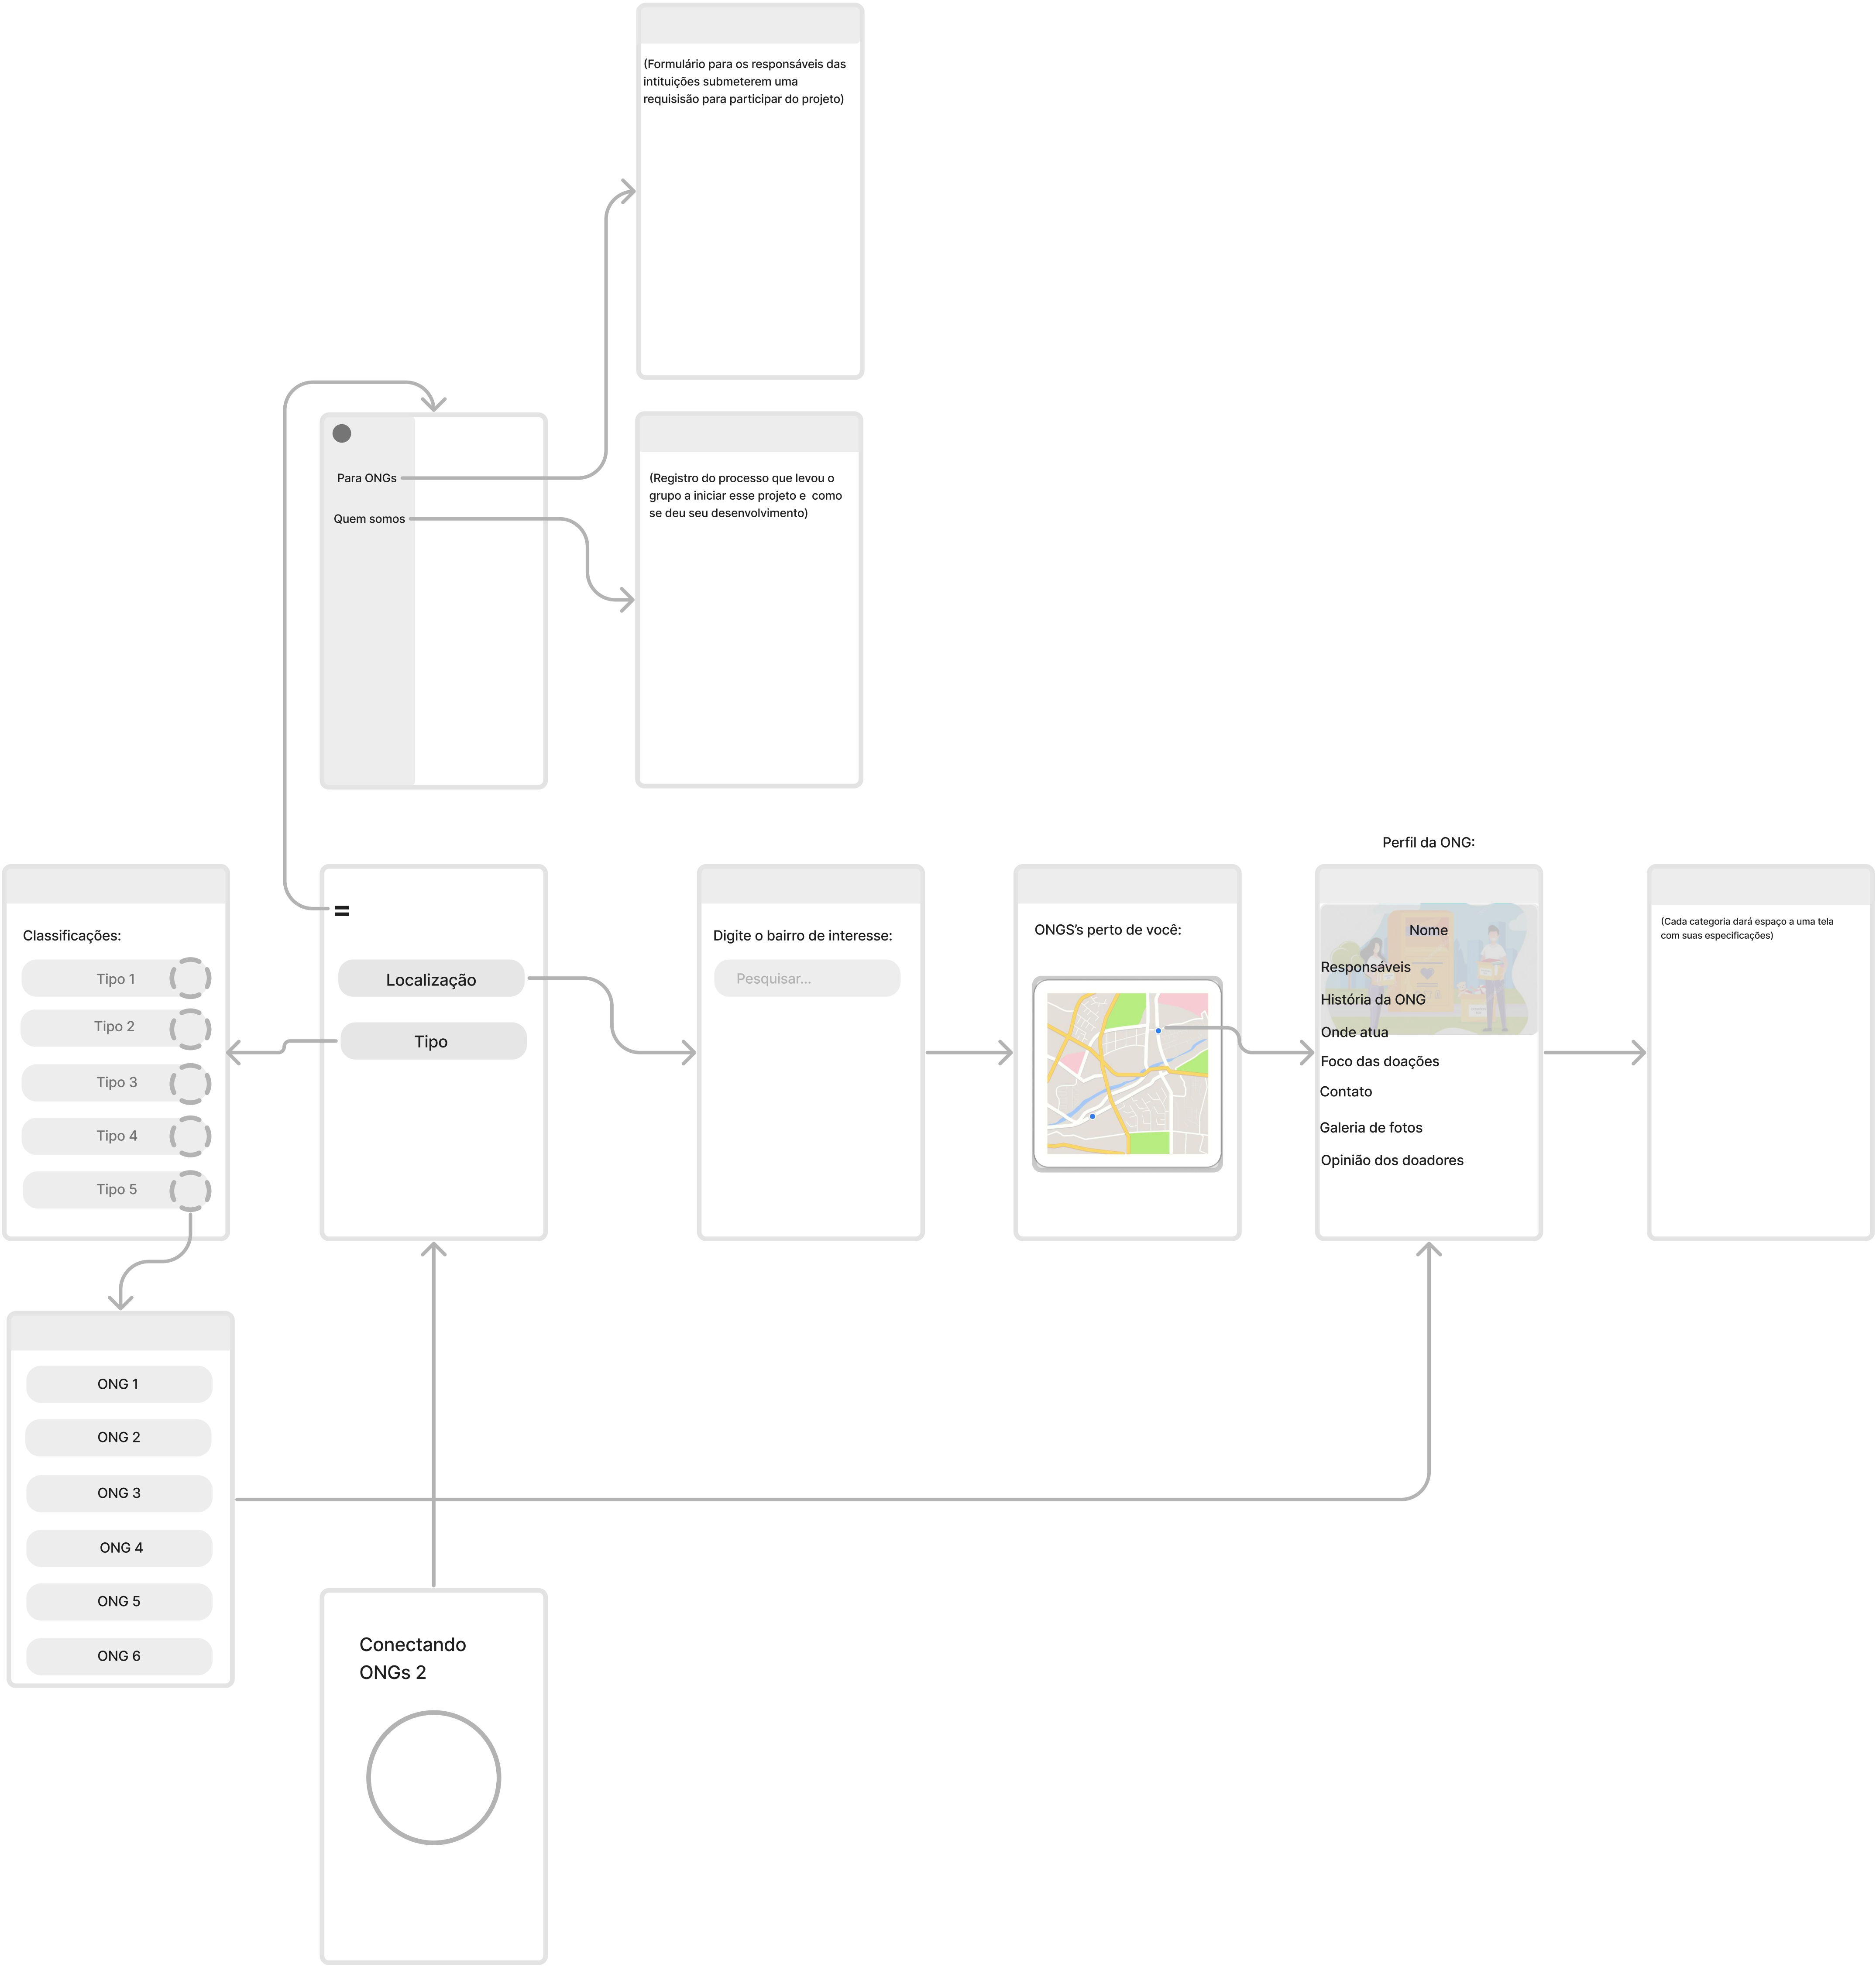 (Formulário para os responsáveis das
intituições submeterem uma
requisisão para participar do projeto)
Para ONGs
Quem somos
(Registro do processo que levou o
grupo a iniciar esse projeto e como
se deu seu desenvolvimento)
Classificações:
Tipo 1
Tipo 2
Tipo 3
Tipo 4
Tipo 5
Localização
Tipo
Digite o bairro de interesse:
Pesquisar...
ONGS's perto de você:
Perfil da ONG:
Nome
Responsáveis
História da ONG
Onde atua
Foco das doações
Contato
Galeria de fotos
Opinião dos doadores
(Cada categoria dará espaço a uma tela
com suas especificações)
ONG 1
ONG 2
ONG 3
ONG 4
ONG 5
ONG 6
Conectando
ONGs 2